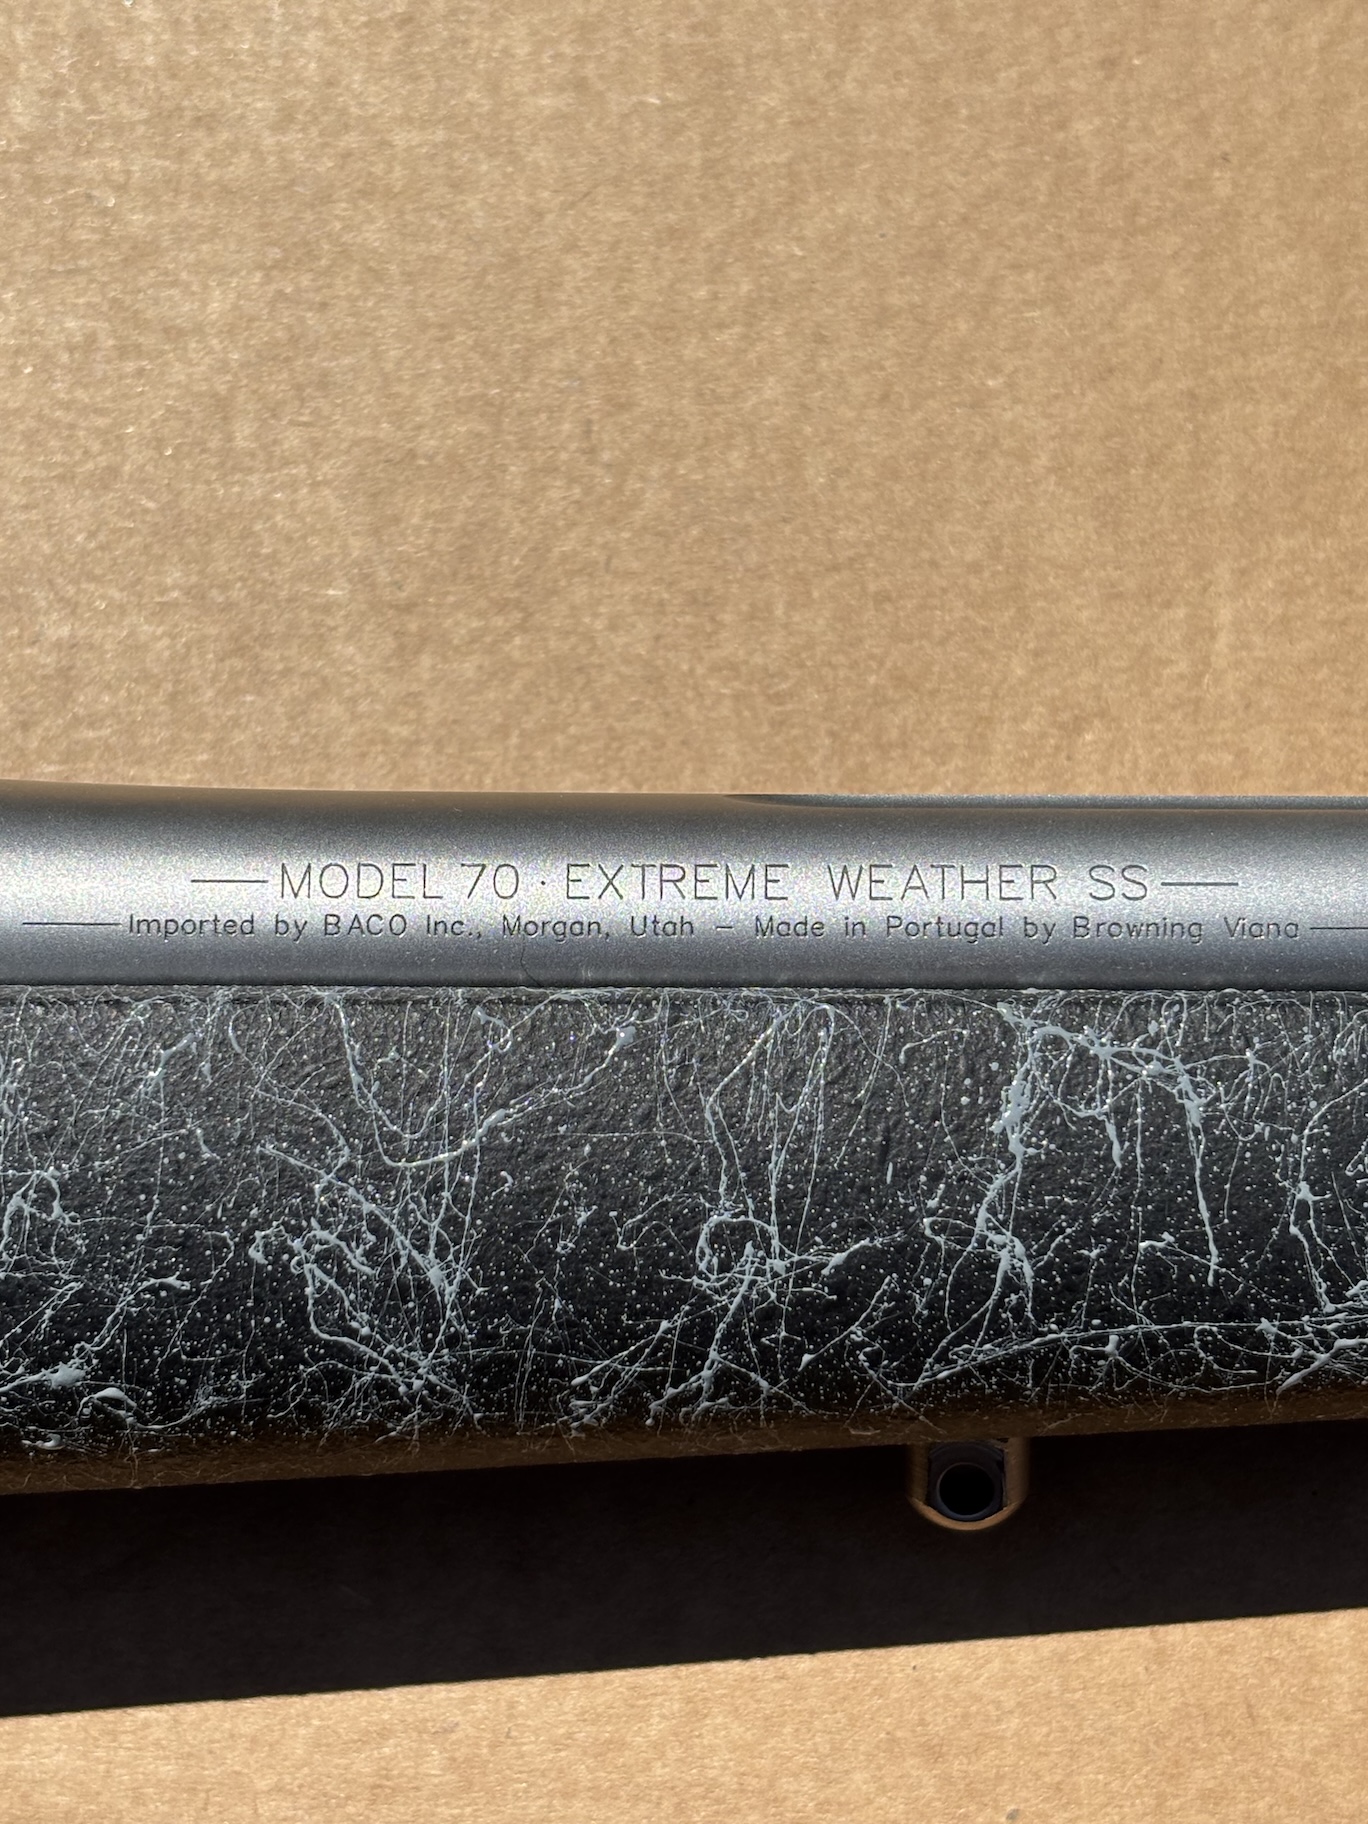 MODEL 70 · EXTREME WEATHER SS
Imported by BACO Inc., Morgan, Utah – Made in Portugal by Browning Viana